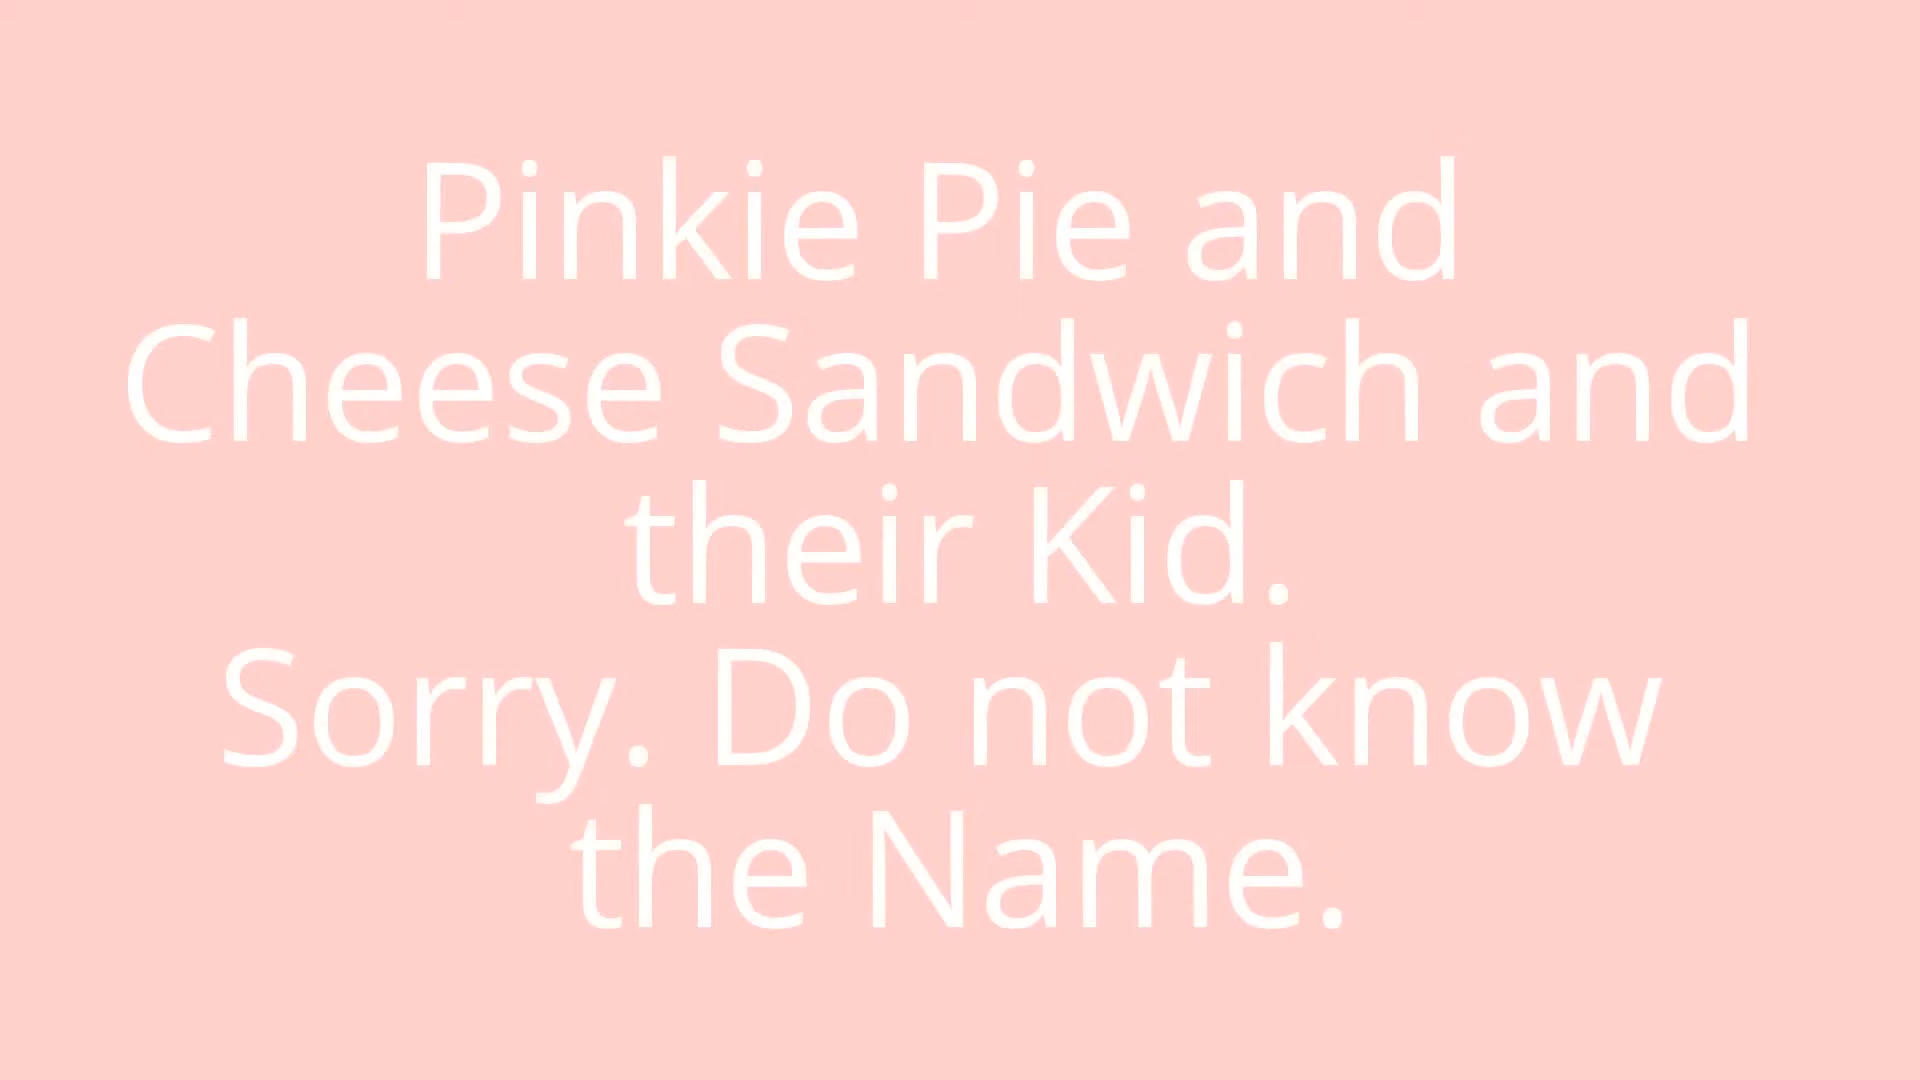 Pinkie Pie and
Cheese Sandwich and
their Kid.
Sorry. Do not know
the Name.